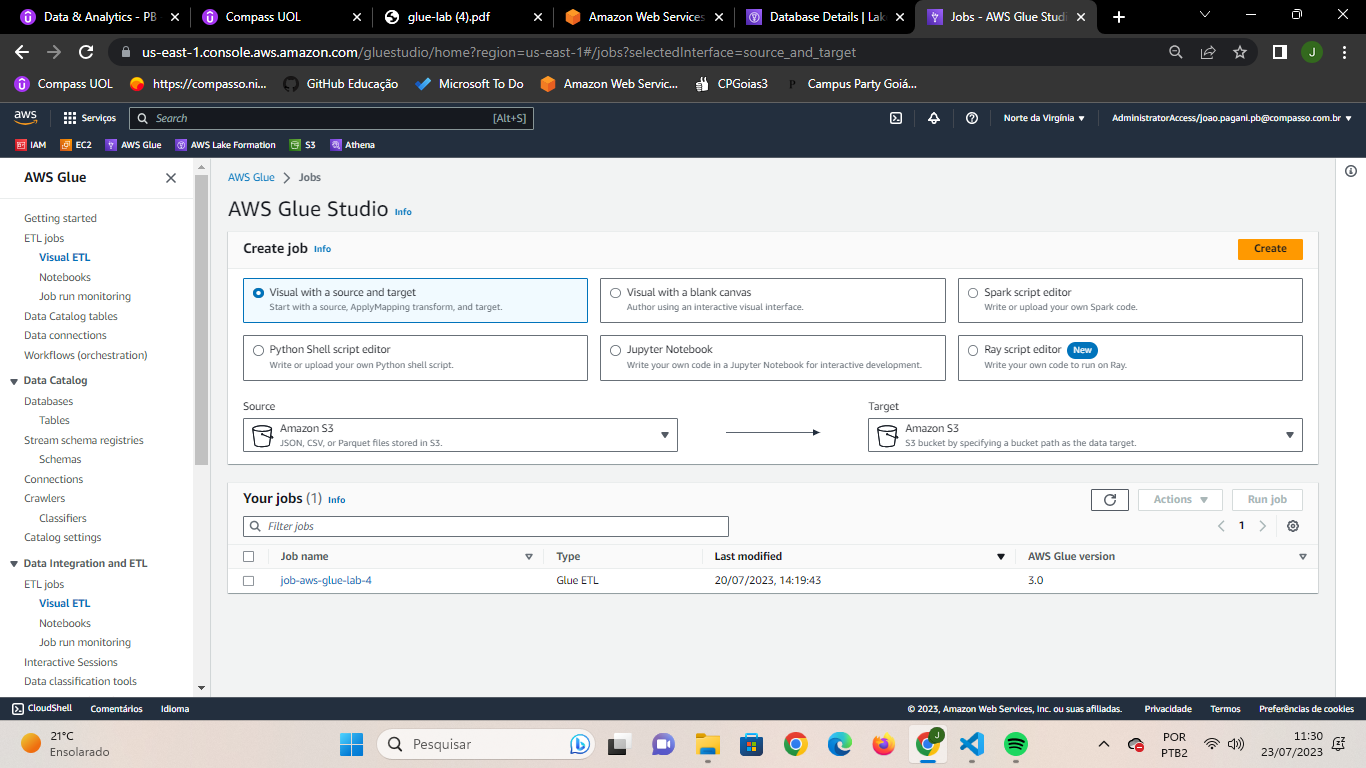 Data & Analytics - PB
Compass UOL
glue-lab (4).pdf
Amazon Web Services
Database Details | Lak
Jobs - AWS Glue Studi
us-east-1.console.aws.amazon.com/gluestudio/home?region=us-east-1#/jobs?selectedInterface=source_and_target
J
Compass UOL
https://compasso.ni...
GitHub Educação
Microsoft To Do
Amazon Web Servic...
CPGoias3
P Campus Party Goiá...
aws
Serviços
Search
[Alt+S]
Norte da Virgínia
AdministratorAccess/joao.pagani.pb@compasso.com.br
IAM
EC2
AWS Glue
AWS Lake Formation
S3
Athena
AWS Glue
Getting started
ETL jobs
Visual ETL
Notebooks
Job run monitoring
Data Catalog tables
Data connections
Workflows (orchestration)
Data Catalog
Databases
Tables
Stream schema registries
Schemas
Connections
Crawlers
Classifiers
Catalog settings
Data Integration and ETL
ETL jobs
Visual ETL
Notebooks
Job run monitoring
Interactive Sessions
Data classification tools
AWS Glue > Jobs
AWS Glue Studio Info
Create job Info
Create
Visual with a source and target
Start with a source, ApplyMapping transform, and target.
Visual with a blank canvas
Author using an interactive visual interface.
Spark script editor
Write or upload your own Spark code.
Python Shell script editor
Write or upload your own Python shell script.
Jupyter Notebook
Write your own code in a Jupyter Notebook for interactive development.
Ray script editor New
Write your own code to run on Ray.
Source
Amazon S3
JSON, CSV, or Parquet files stored in S3.
Target
Amazon S3
S3 bucket by specifying a bucket path as the data target.
Your jobs (1) Info
Actions
Run job
Filter jobs
1
Job name
Type
Last modified
AWS Glue version
job-aws-glue-lab-4
Glue ETL
20/07/2023, 14:19:43
3.0
CloudShell
Comentários
Idioma
© 2023, Amazon Web Services, Inc. ou suas afiliadas.
Privacidade
Termos
Preferências de cookies
21°C
Ensolarado
Pesquisar
J
POR
PTB2
11:30
23/07/2023